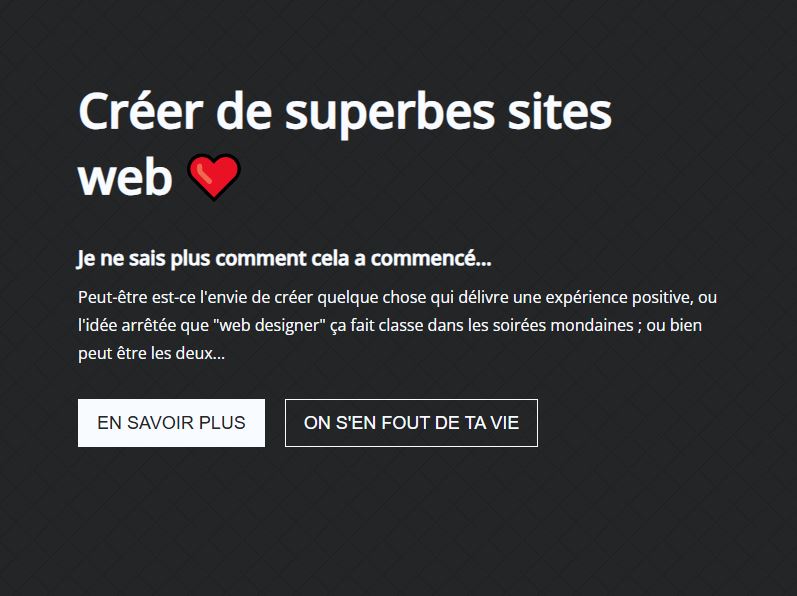 Créer de superbes sites
web
Je ne sais plus comment cela a commencé...
Peut-être est-ce l'envie de créer quelque chose qui délivre une expérience positive, ou
l'idée arrêtée que "web designer" ça fait classe dans les soirées mondaines ; ou bien
peut être les deux...
EN SAVOIR PLUS
ON S'EN FOUT DE TA VIE